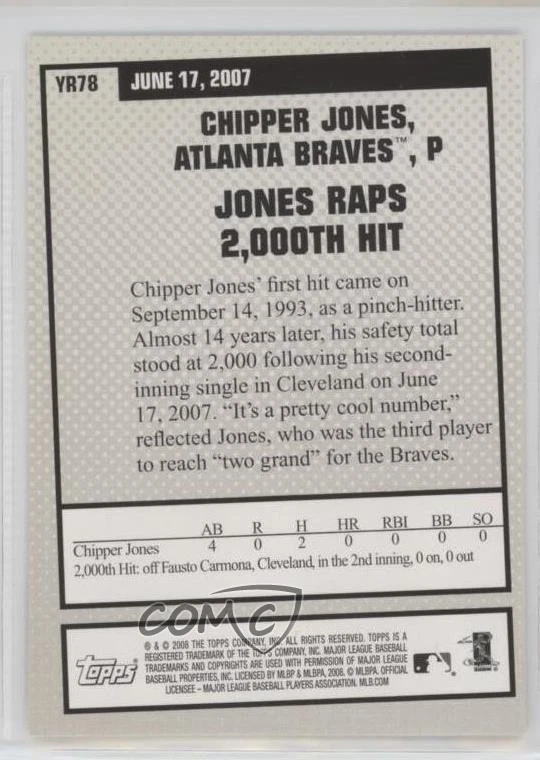 YR78 JUNE 17, 2007
CHIPPER JONES,
ATLANTA BRAVES™, P
JONES RAPS
2,000TH HIT
Chipper Jones' first hit came on
September 14, 1993, as a pinch-hitter.
Almost 14 years later, his safety total
stood at 2,000 following his second-
inning single in Cleveland on June
17, 2007. "It's a pretty cool number,"
reflected Jones, who was the third player
to reach "two grand" for the Braves.
AB R H HR RBI BB SO
Chipper Jones 4 0 2 0 0 0 0
2,000th Hit: off Fausto Carmona, Cleveland, in the 2nd inning, 0 on, 0 out
COMC
Topps
® & © 2008 THE TOPPS COMPANY, INC. ALL RIGHTS RESERVED. TOPPS IS A
REGISTERED TRADEMARK OF THE TOPPS COMPANY, INC. MAJOR LEAGUE BASEBALL
TRADEMARKS AND COPYRIGHTS ARE USED WITH PERMISSION OF MAJOR LEAGUE
BASEBALL PROPERTIES, INC. LICENSED BY MLBP & MLBPA, 2008. © MLBPA. OFFICIAL
LICENSEE – MAJOR LEAGUE BASEBALL PLAYERS ASSOCIATION. MLB.COM